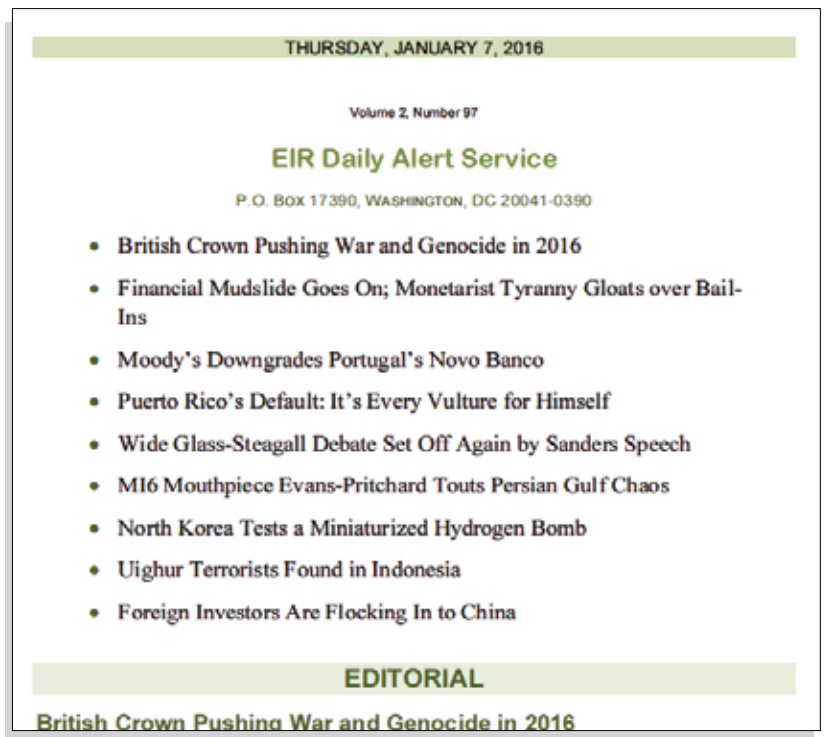 THURSDAY, JANUARY 7, 2016
Volume 2, Number 97
EIR Daily Alert Service
P.O. BOX 17390, WASHINGTON, DC 20041-0390
• British Crown Pushing War and Genocide in 2016
• Financial Mudslide Goes On; Monetarist Tyranny Gloats over Bail-
Ins
• Moody's Downgrades Portugal's Novo Banco
• Puerto Rico's Default: It's Every Vulture for Himself
• Wide Glass-Steagall Debate Set Off Again by Sanders Speech
• MI6 Mouthpiece Evans-Pritchard Touts Persian Gulf Chaos
• North Korea Tests a Miniaturized Hydrogen Bomb
• Uighur Terrorists Found in Indonesia
• Foreign Investors Are Flocking In to China
EDITORIAL
British Crown Pushing War and Genocide in 2016